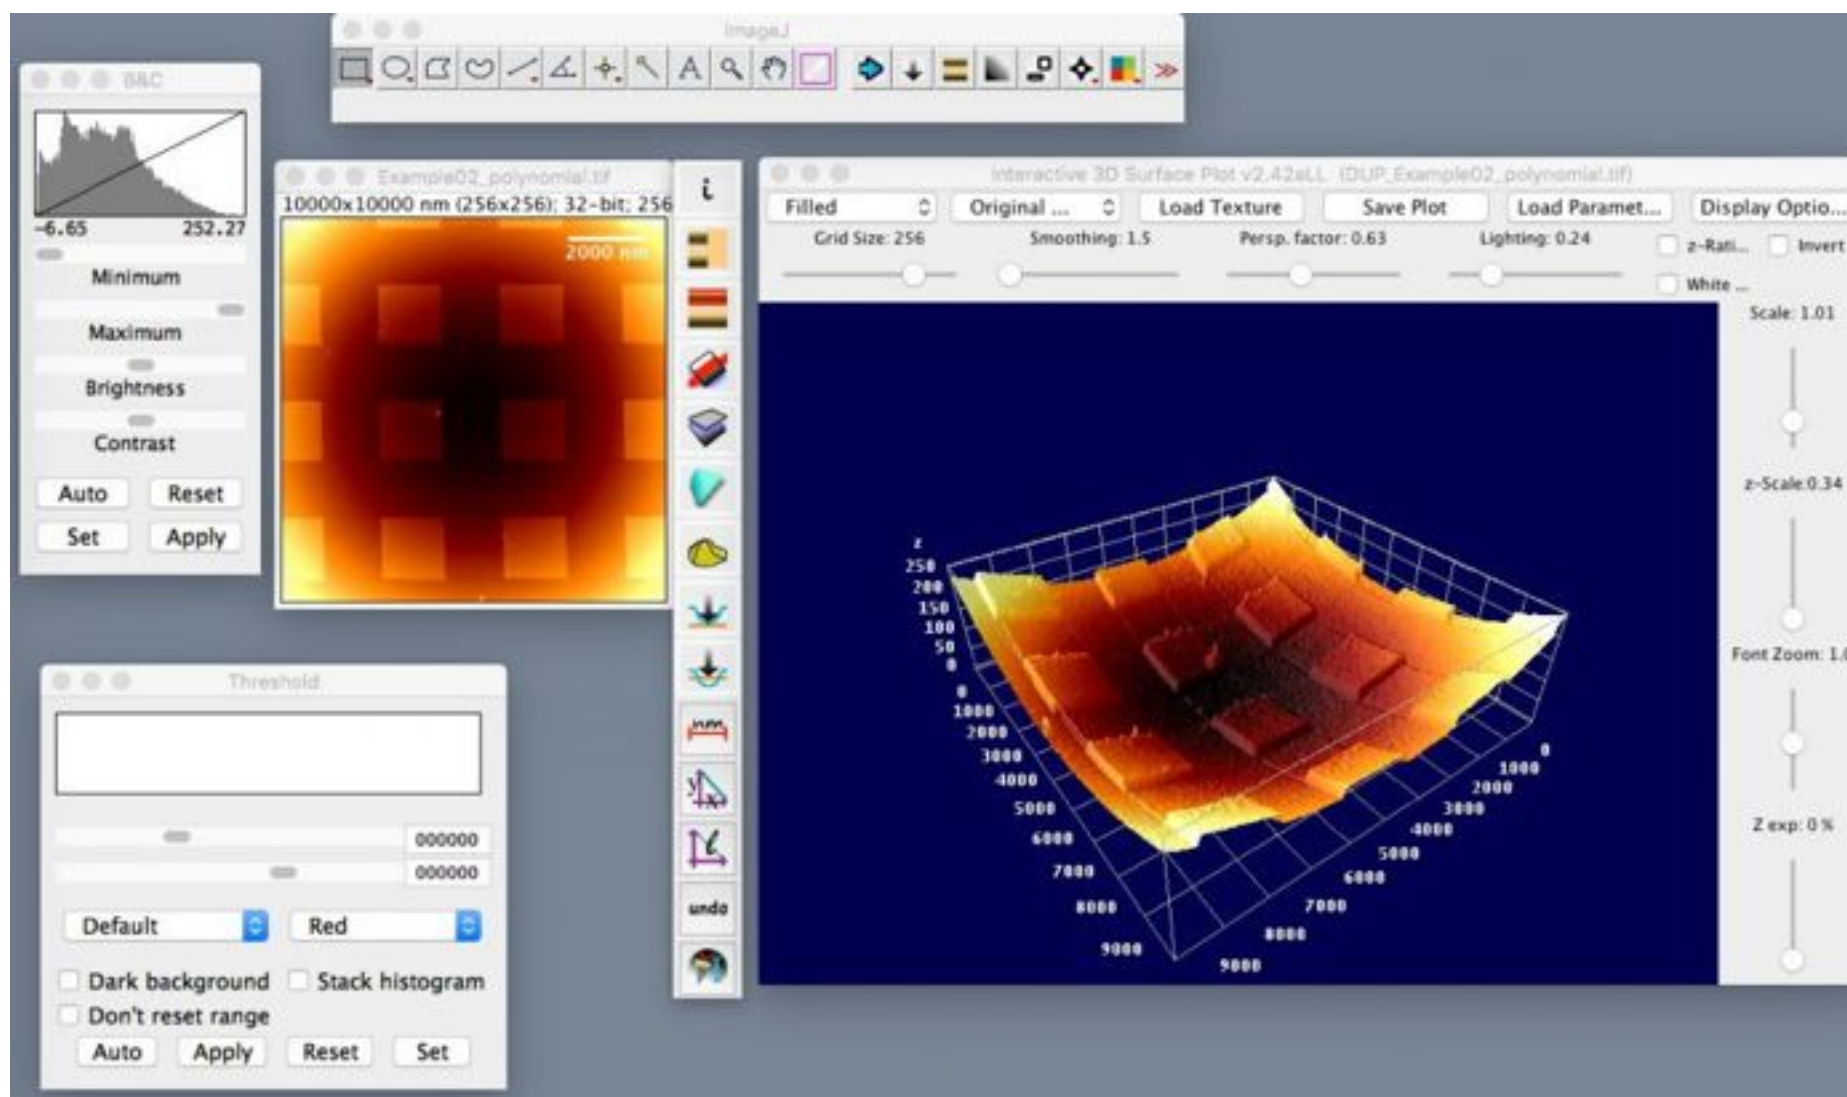 ImageJ
B&C
-6.65 252.27
Minimum
Maximum
Brightness
Contrast
Auto Reset
Set Apply
Example02_polynomial.tif
10000x10000 nm (256x256); 32-bit; 256
2000 nm
i
nm
y x
ℓ
undo
Interactive 3D Surface Plot v2.42aLL (DUP_Example02_polynomial.tif)
Filled Original ... Load Texture Save Plot Load Paramet... Display Optio...
Grid Size: 256 Smoothing: 1.5 Persp. factor: 0.63 Lighting: 0.24 z-Rati... Invert
White ...
Scale: 1.01
z-Scale:0.34
Font Zoom: 1.0
Z exp: 0 %
z
250
200
150
100
50
0
0
1000
2000
3000
4000
5000
6000
7000
8000
9000
0
1000
2000
3000
4000
5000
6000
7000
8000
9000
Threshold
000000
000000
Default Red
Dark background Stack histogram
Don't reset range
Auto Apply Reset Set